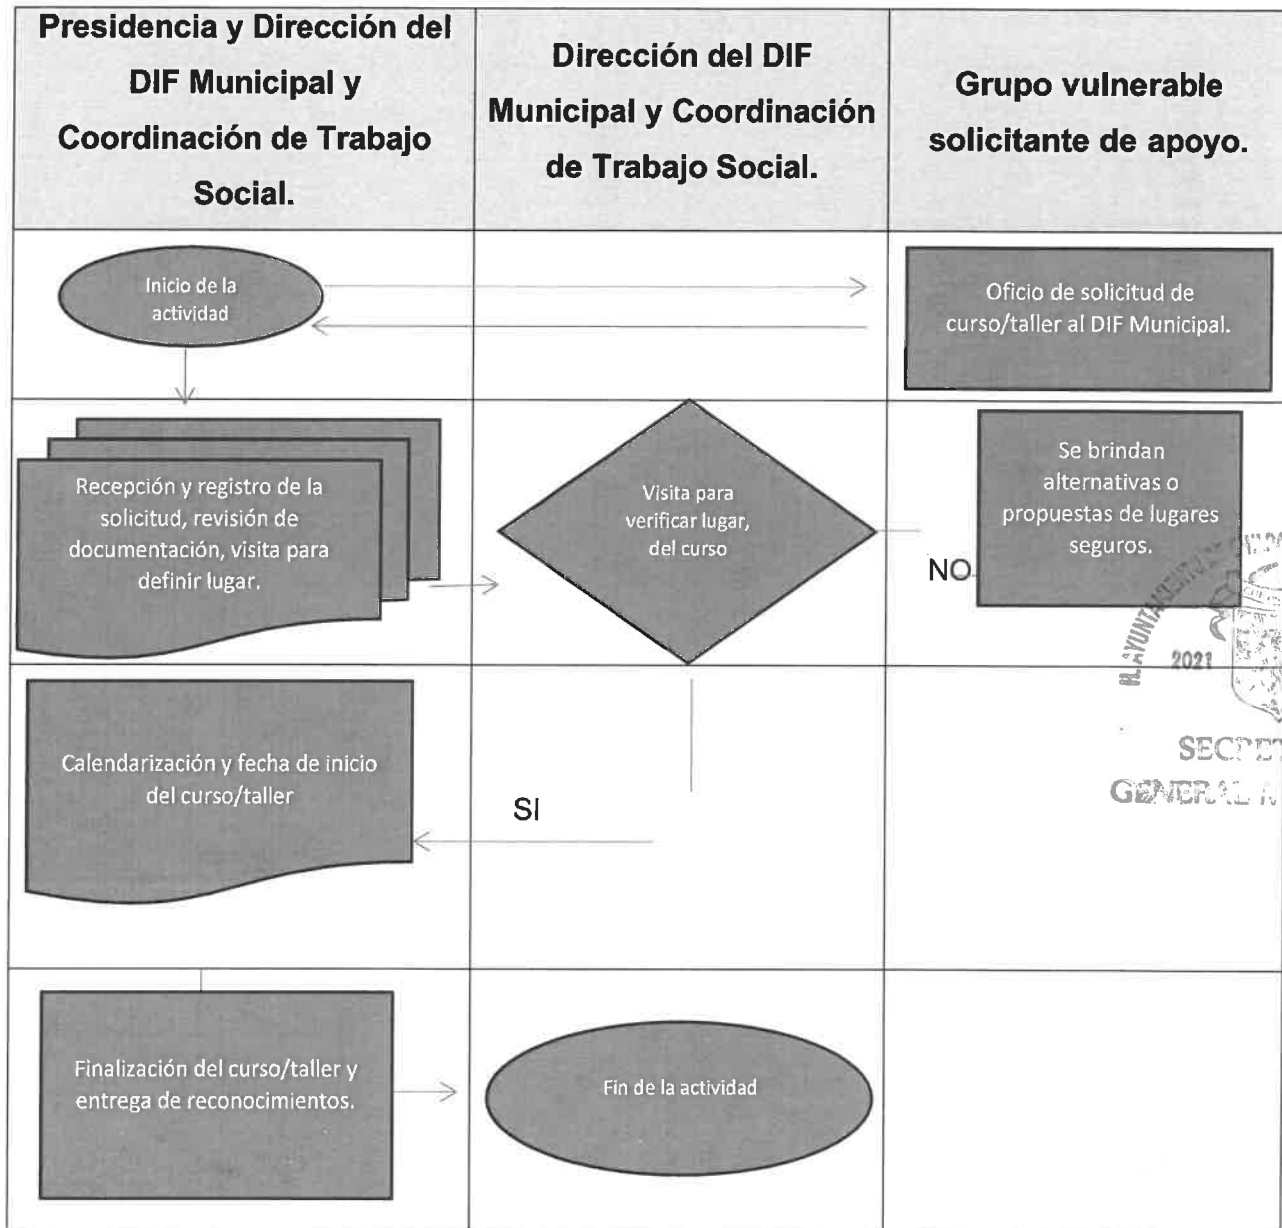 Presidencia y Dirección del
DIF Municipal y
Coordinación de Trabajo
Social.
Dirección del DIF
Municipal y Coordinación
de Trabajo Social.
Grupo vulnerable
solicitante de apoyo.
Inicio de la
actividad
Oficio de solicitud de
curso/taller al DIF Municipal.
Recepción y registro de la
solicitud, revisión de
documentación, visita para
definir lugar.
Visita para
verificar lugar,
del curso
NO
Se brindan
alternativas o
propuestas de lugares
seguros.
H. AYUNTAMIENTO
2021
GENERAL
Calendarización y fecha de inicio
del curso/taller
SI
Finalización del curso/taller y
entrega de reconocimientos.
Fin de la actividad